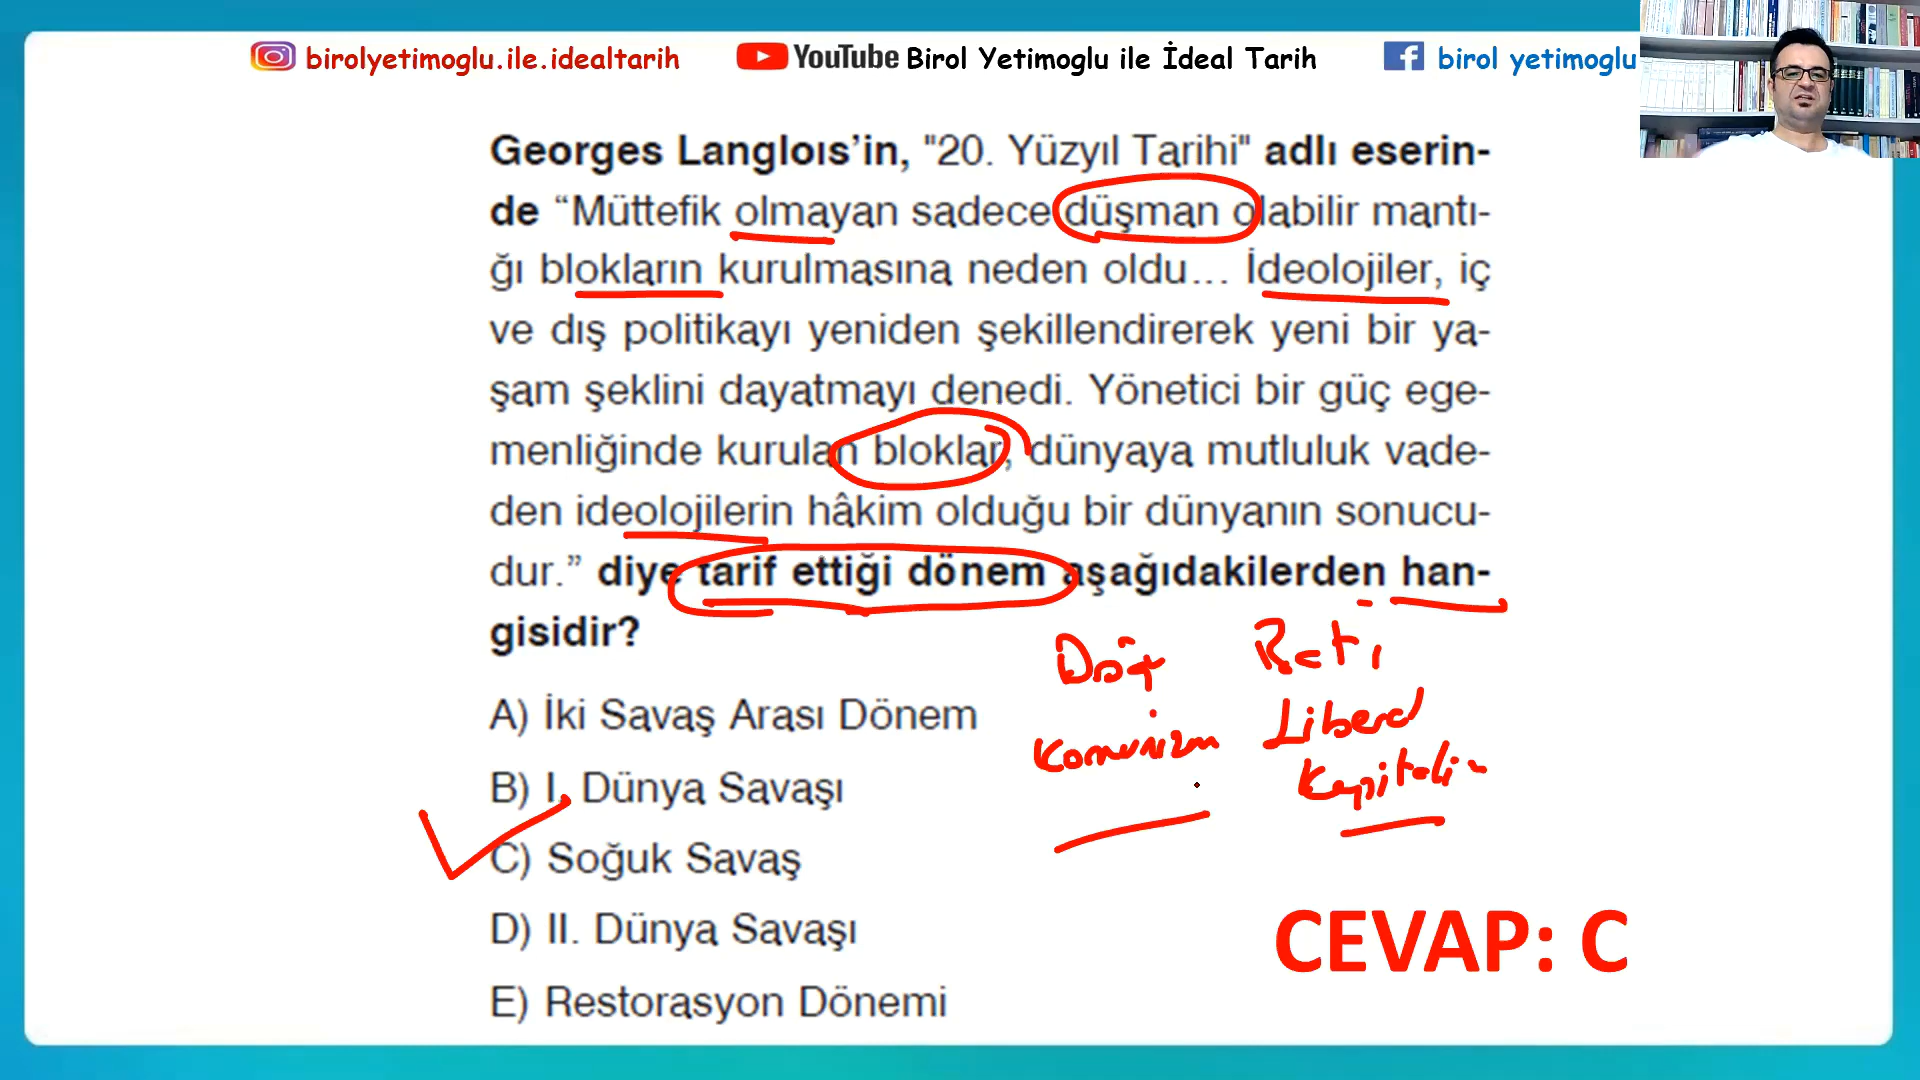 birolyetimoglu.ile.idealtarih YouTube Birol Yetimoglu ile İdeal Tarih birol yetimoglu
Georges Langloıs’in, "20. Yüzyıl Tarihi" adlı eserin-
de “Müttefik olmayan sadece düşman olabilir mantı-
ğı blokların kurulmasına neden oldu... İdeolojiler, iç
ve dış politikayı yeniden şekillendirerek yeni bir ya-
şam şeklini dayatmayı denedi. Yönetici bir güç ege-
menliğinde kurulan bloklar, dünyaya mutluluk vade-
den ideolojilerin hâkim olduğu bir dünyanın sonucu-
dur.” diye tarif ettiği dönem aşağıdakilerden han-
gisidir?
Batı
Komunizm Liberal
A) İki Savaş Arası Dönem
B) I. Dünya Savaşı
C) Soğuk Savaş
D) II. Dünya Savaşı
E) Restorasyon Dönemi
CEVAP: C